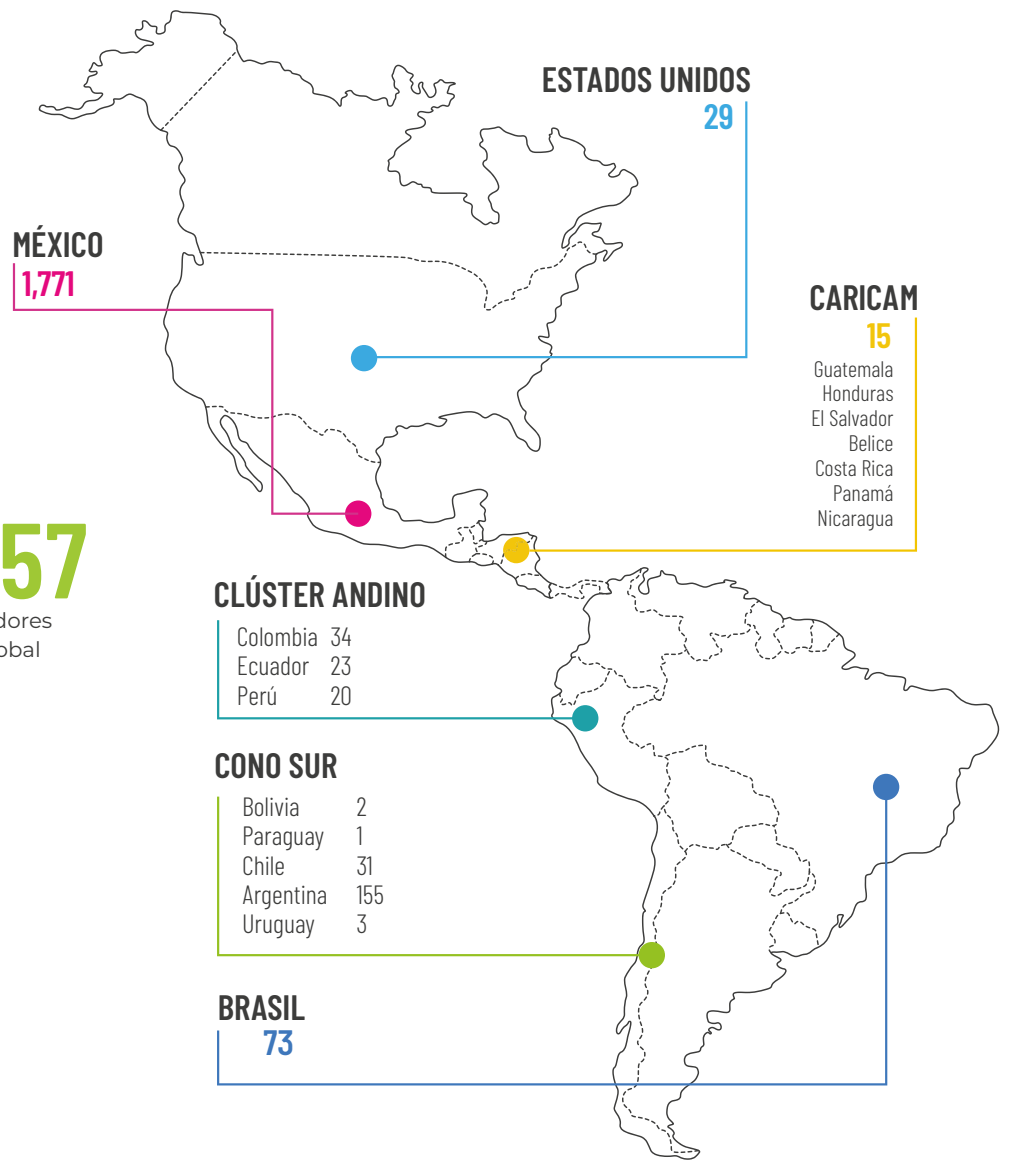 ESTADOS UNIDOS
29
MÉXICO
1,771
CARICAM
15
Guatemala
Honduras
El Salvador
Belice
Costa Rica
Panamá
Nicaragua
57
CLÚSTER ANDINO
Colombia 34
Ecuador 23
Perú 20
CONO SUR
Bolivia 2
Paraguay 1
Chile 31
Argentina 155
Uruguay 3
BRASIL
73